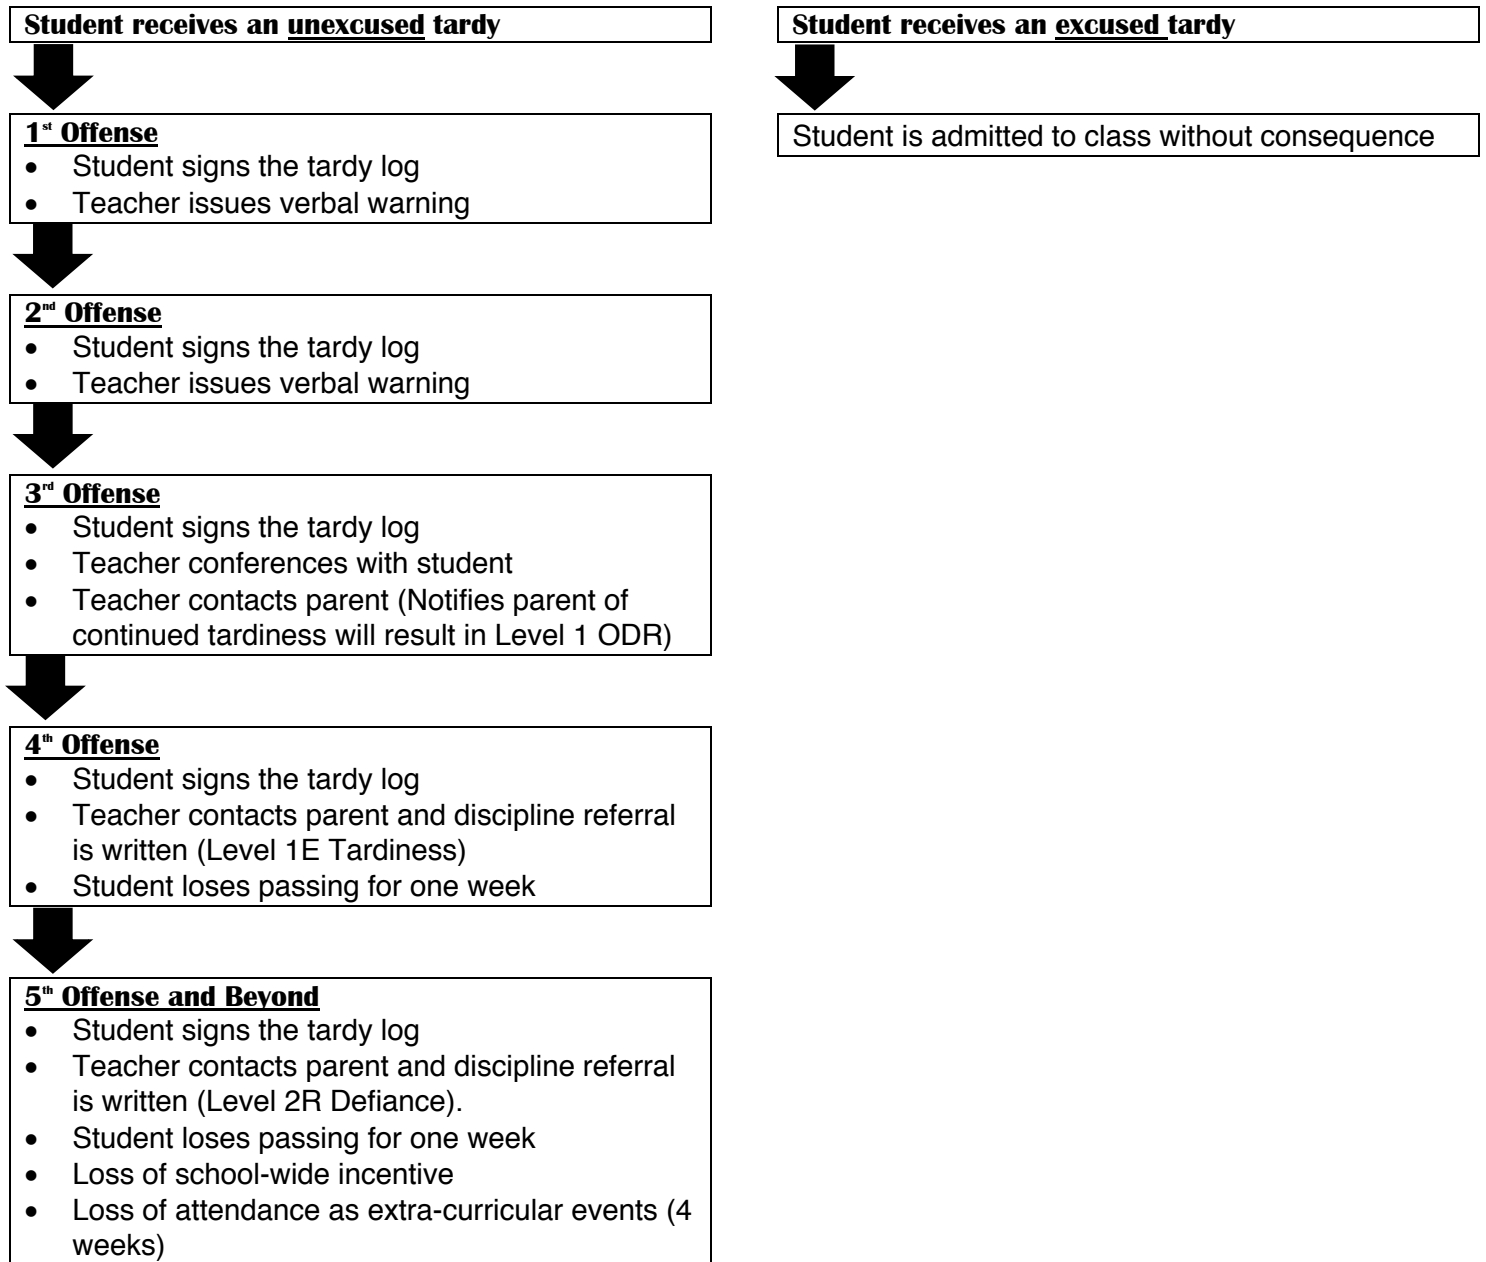 Student receives an unexcused tardy
1st Offense
• Student signs the tardy log
• Teacher issues verbal warning
2nd Offense
• Student signs the tardy log
• Teacher issues verbal warning
3rd Offense
• Student signs the tardy log
• Teacher conferences with student
• Teacher contacts parent (Notifies parent of
continued tardiness will result in Level 1 ODR)
4th Offense
• Student signs the tardy log
• Teacher contacts parent and discipline referral
is written (Level 1E Tardiness)
• Student loses passing for one week
5th Offense and Beyond
• Student signs the tardy log
• Teacher contacts parent and discipline referral
is written (Level 2R Defiance).
• Student loses passing for one week
• Loss of school-wide incentive
• Loss of attendance as extra-curricular events (4
weeks)
Student receives an excused tardy
Student is admitted to class without consequence